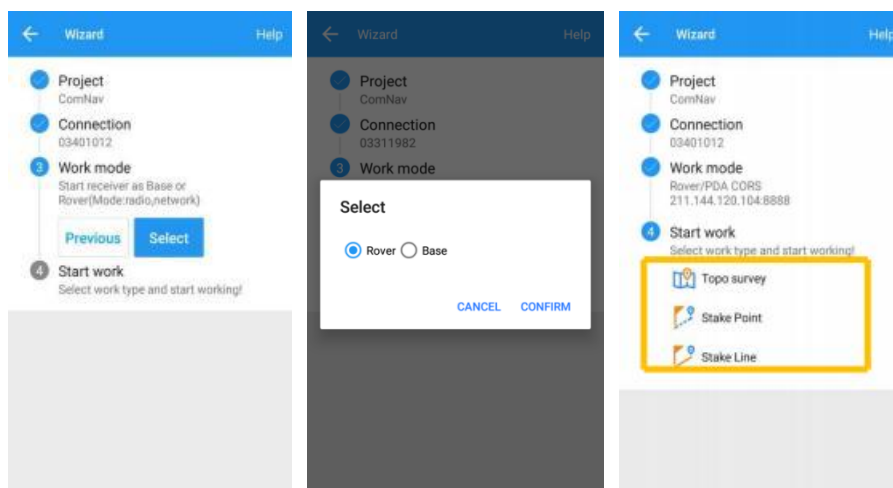 Wizard
Help
Project
ComNav
Connection
03401012
3
Work mode
Start receiver as Base or
Rover(Mode:radio,network)
Previous
Select
4
Start work
Select work type and start working!
Wizard
Help
Project
ComNav
Connection
03311982
3
Work mode
Select
Rover
Base
CANCEL
CONFIRM
Wizard
Help
Project
ComNav
Connection
03401012
Work mode
Rover/PDA CORS
211.144.120.104:8888
4
Start work
Select work type and start working!
Topo survey
Stake Point
Stake Line